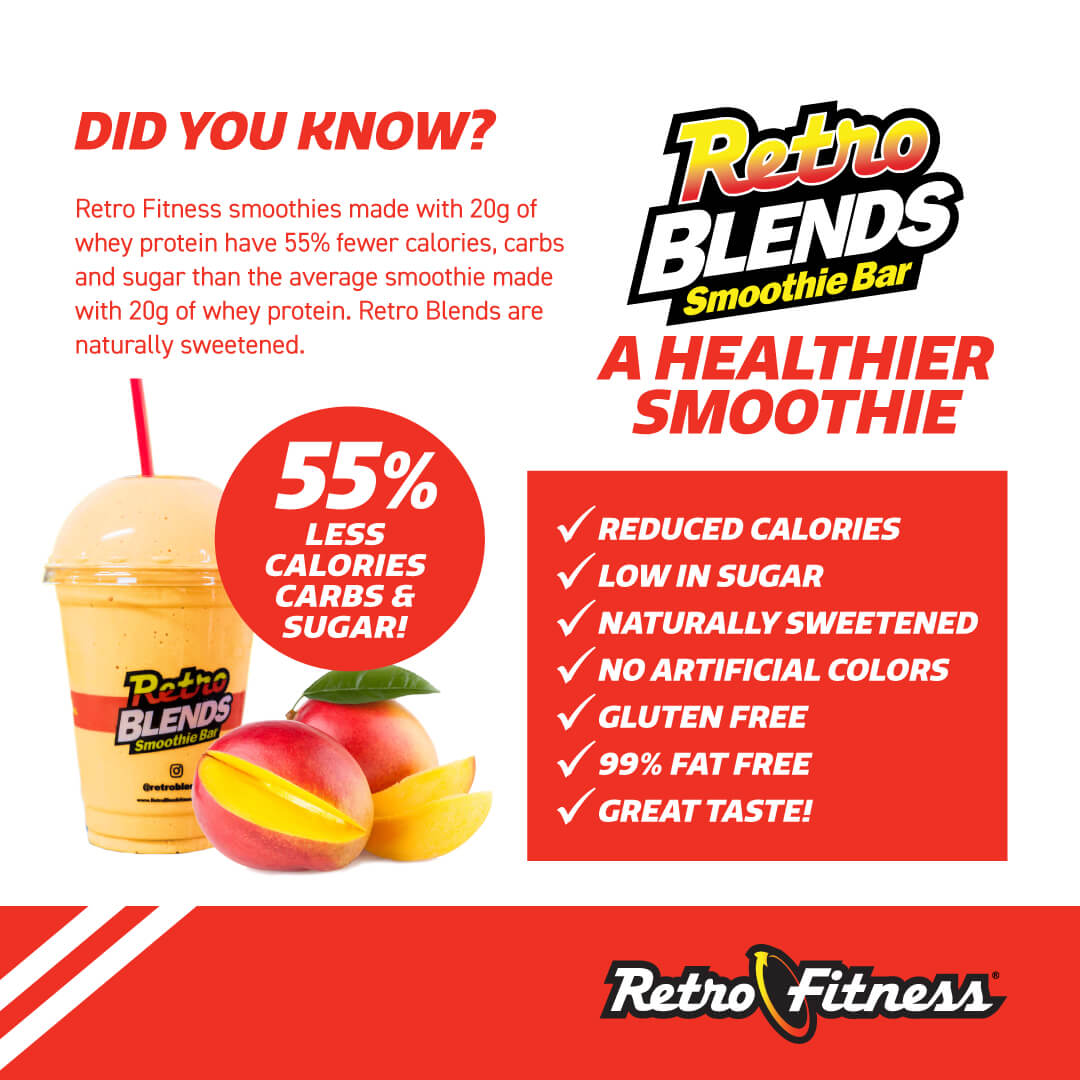 DID YOU KNOW?
Retro Fitness smoothies made with 20g of
whey protein have 55% fewer calories, carbs
and sugar than the average smoothie made
with 20g of whey protein. Retro Blends are
naturally sweetened.
Retro
BLENDS
Smoothie Bar
A HEALTHIER
SMOOTHIE
55%
LESS
CALORIES
CARBS &
SUGAR!
✓ REDUCED CALORIES
✓ LOW IN SUGAR
✓ NATURALLY SWEETENED
✓ NO ARTIFICIAL COLORS
✓ GLUTEN FREE
✓ 99% FAT FREE
✓ GREAT TASTE!
Retro
BLENDS
Smoothie Bar
Retro Fitness®